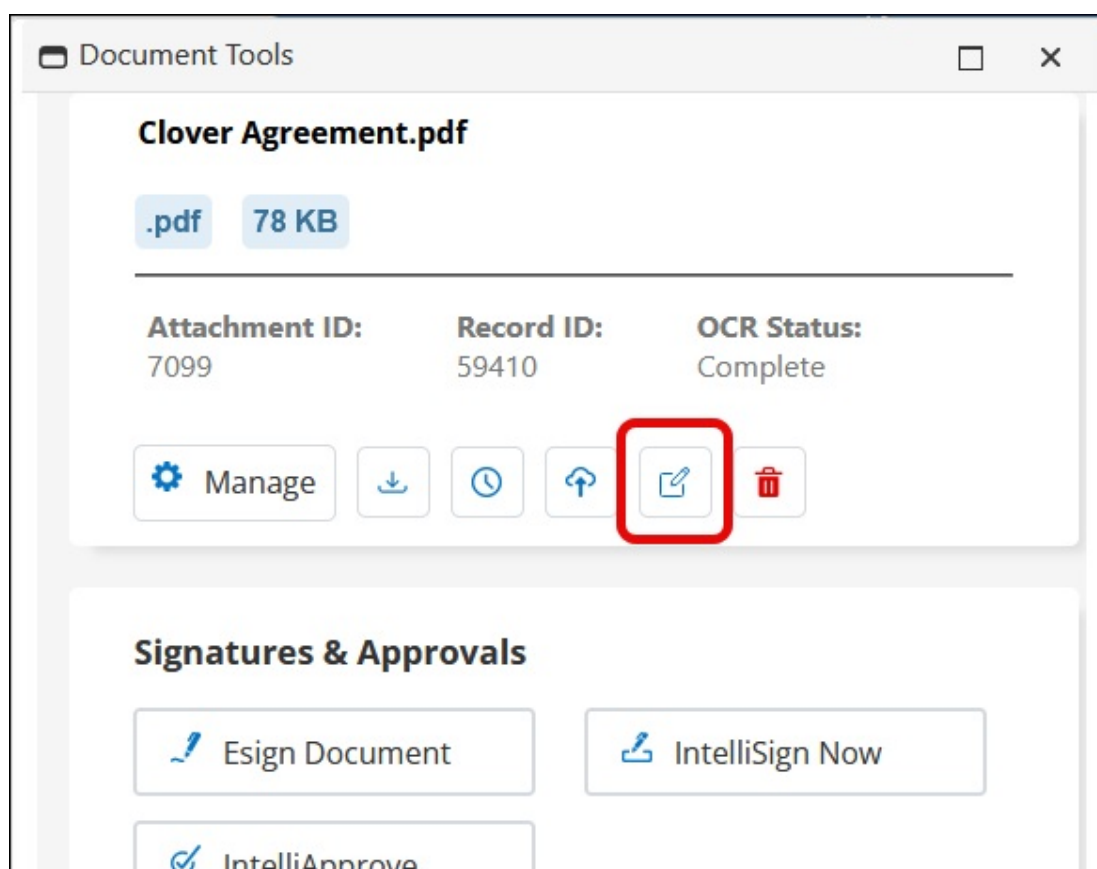 Document Tools
Clover Agreement.pdf
.pdf 78 KB
Attachment ID: Record ID: OCR Status:
7099 59410 Complete
Manage
Signatures & Approvals
Esign Document IntelliSign Now
IntelliApprove